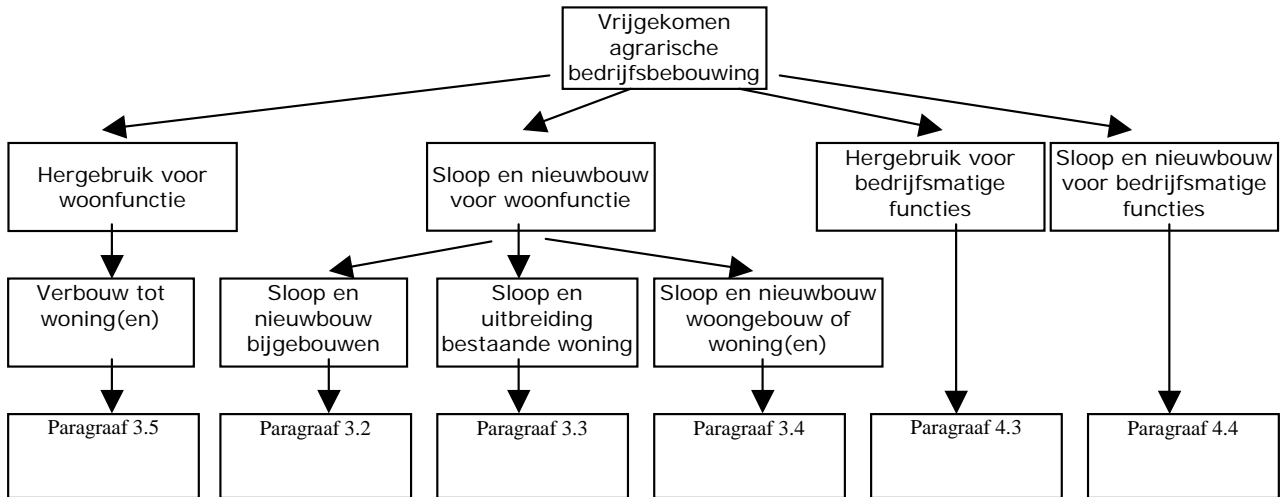 Vrijgekomen
agrarische
bedrijfsbebouwing
Hergebruik voor
woonfunctie
Sloop en nieuwbouw
voor woonfunctie
Hergebruik voor
bedrijfsmatige
functies
Sloop en nieuwbouw
voor bedrijfsmatige
functies
Verbouw tot
woning(en)
Sloop en
nieuwbouw
bijgebouwen
Sloop en
uitbreiding
bestaande woning
Sloop en nieuwbouw
woongebouw of
woning(en)
Paragraaf 3.5
Paragraaf 3.2
Paragraaf 3.3
Paragraaf 3.4
Paragraaf 4.3
Paragraaf 4.4